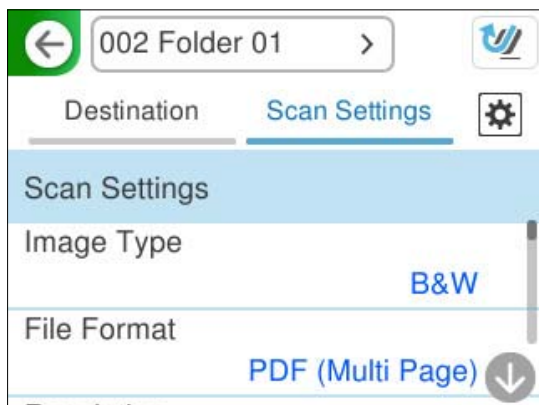 002 Folder 01
Destination
Scan Settings
Scan Settings
Image Type
B&W
File Format
PDF (Multi Page)